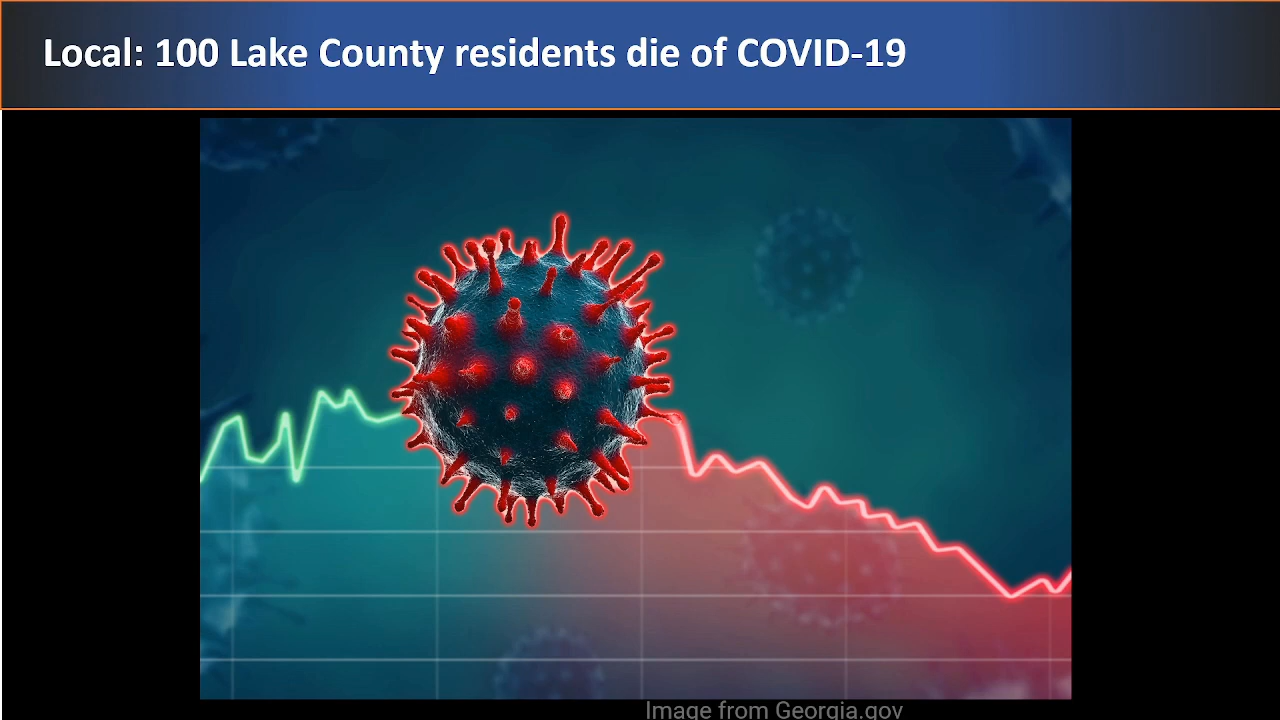 Local: 100 Lake County residents die of COVID-19
Image from Georgia.gov